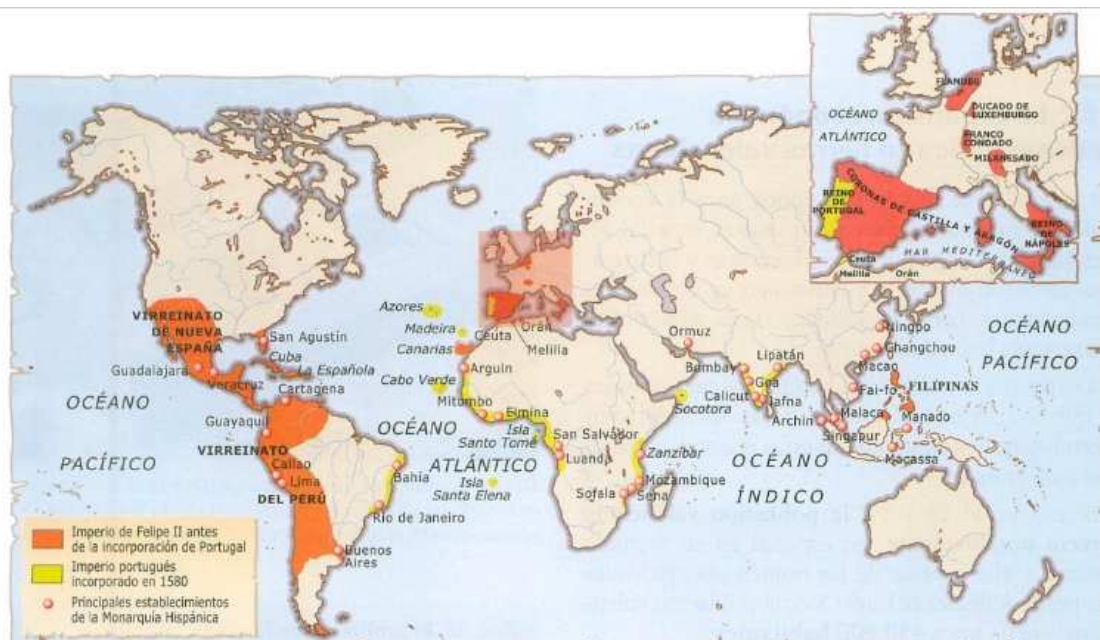 FLANDES
OCÉANO
ATLÁNTICO
DUCADO DE
LUXEMBURGO
FRANCO
CONDADO
MILANESADO
REINO
DE
PORTUGAL
CORONAS DE CASTILLA Y ARAGÓN
REINO
DE
NÁPOLES
MAR MEDITERRÁNEO
Ceuta
Melilla
Orán
VIRREINATO
DE NUEVA
ESPAÑA
San Agustín
Cuba
La Española
Guadalajara
Veracruz
Cartagena
OCÉANO
PACÍFICO
Guayaquil
VIRREINATO
Callao
Lima
DEL PERÚ
Bahía
Río de Janeiro
Buenos
Aires
Azores
Madeira
Canarias
Cabo Verde
Ceuta
Orán
Melilla
Arguin
Mitombo
Elmina
Isla
Santo Tomé
OCÉANO
ATLÁNTICO
Isla
Santa Elena
San Salvador
Luanda
Zanzíbar
Mozambique
Sofala
Sena
Ormuz
Socotora
Bombay
Lipatán
Goa
Calicut
Jafna
OCÉANO
ÍNDICO
Ningpo
Changchou
Macao
Fai-fo
FILIPINAS
Malaca
Manado
Archin
Singapur
Macassa
OCÉANO
PACÍFICO
Imperio de Felipe II antes
de la incorporación de Portugal
Imperio portugués
incorporado en 1580
Principales establecimientos
de la Monarquía Hispánica